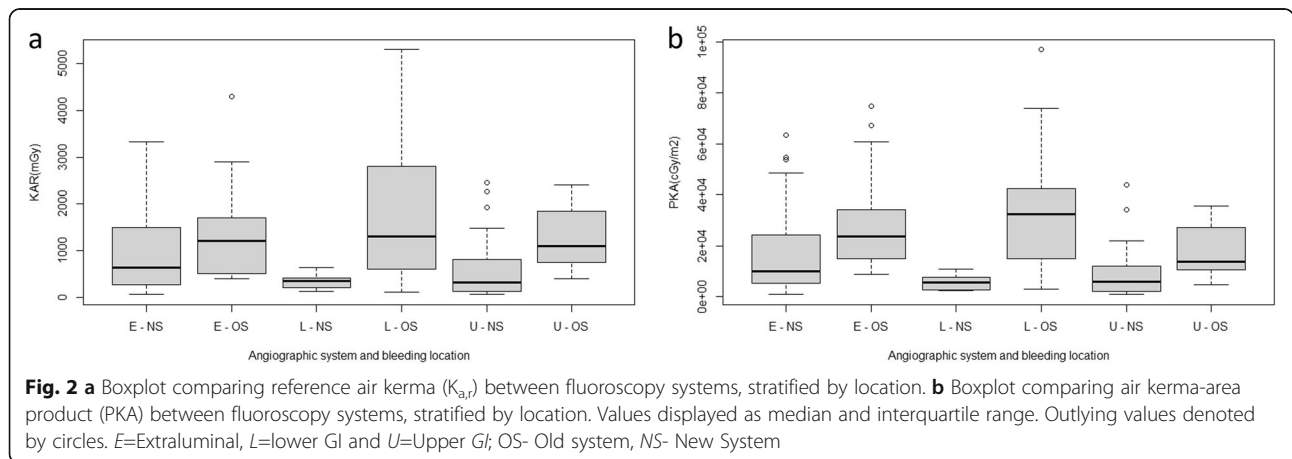 a
KAR(mGy)
5000
4000
3000
2000
1000
0
E - NS E - OS L - NS L - OS U - NS U - OS
Angiographic system and bleeding location
b
PKA(cGy/m2)
1e+05
8e+04
6e+04
4e+04
2e+04
0e+00
E - NS E - OS L - NS L - OS U - NS U - OS
Angiographic system and bleeding location
Fig. 2 a Boxplot comparing reference air kerma (Ka,r) between fluoroscopy systems, stratified by location. b Boxplot comparing air kerma-area
product (PKA) between fluoroscopy systems, stratified by location. Values displayed as median and interquartile range. Outlying values denoted
by circles. E=Extraluminal, L=lower GI and U=Upper GI; OS- Old system, NS- New System